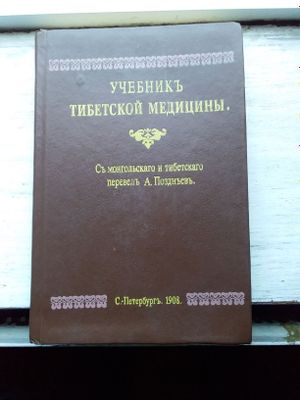 УЧЕБНИКЪ
ТИБЕТСКОЙ МЕДИЦИНЫ.
Съ монгольскаго и тибетскаго
перевелъ А. Позднѣевъ.
С.-Петербургъ. 1908.